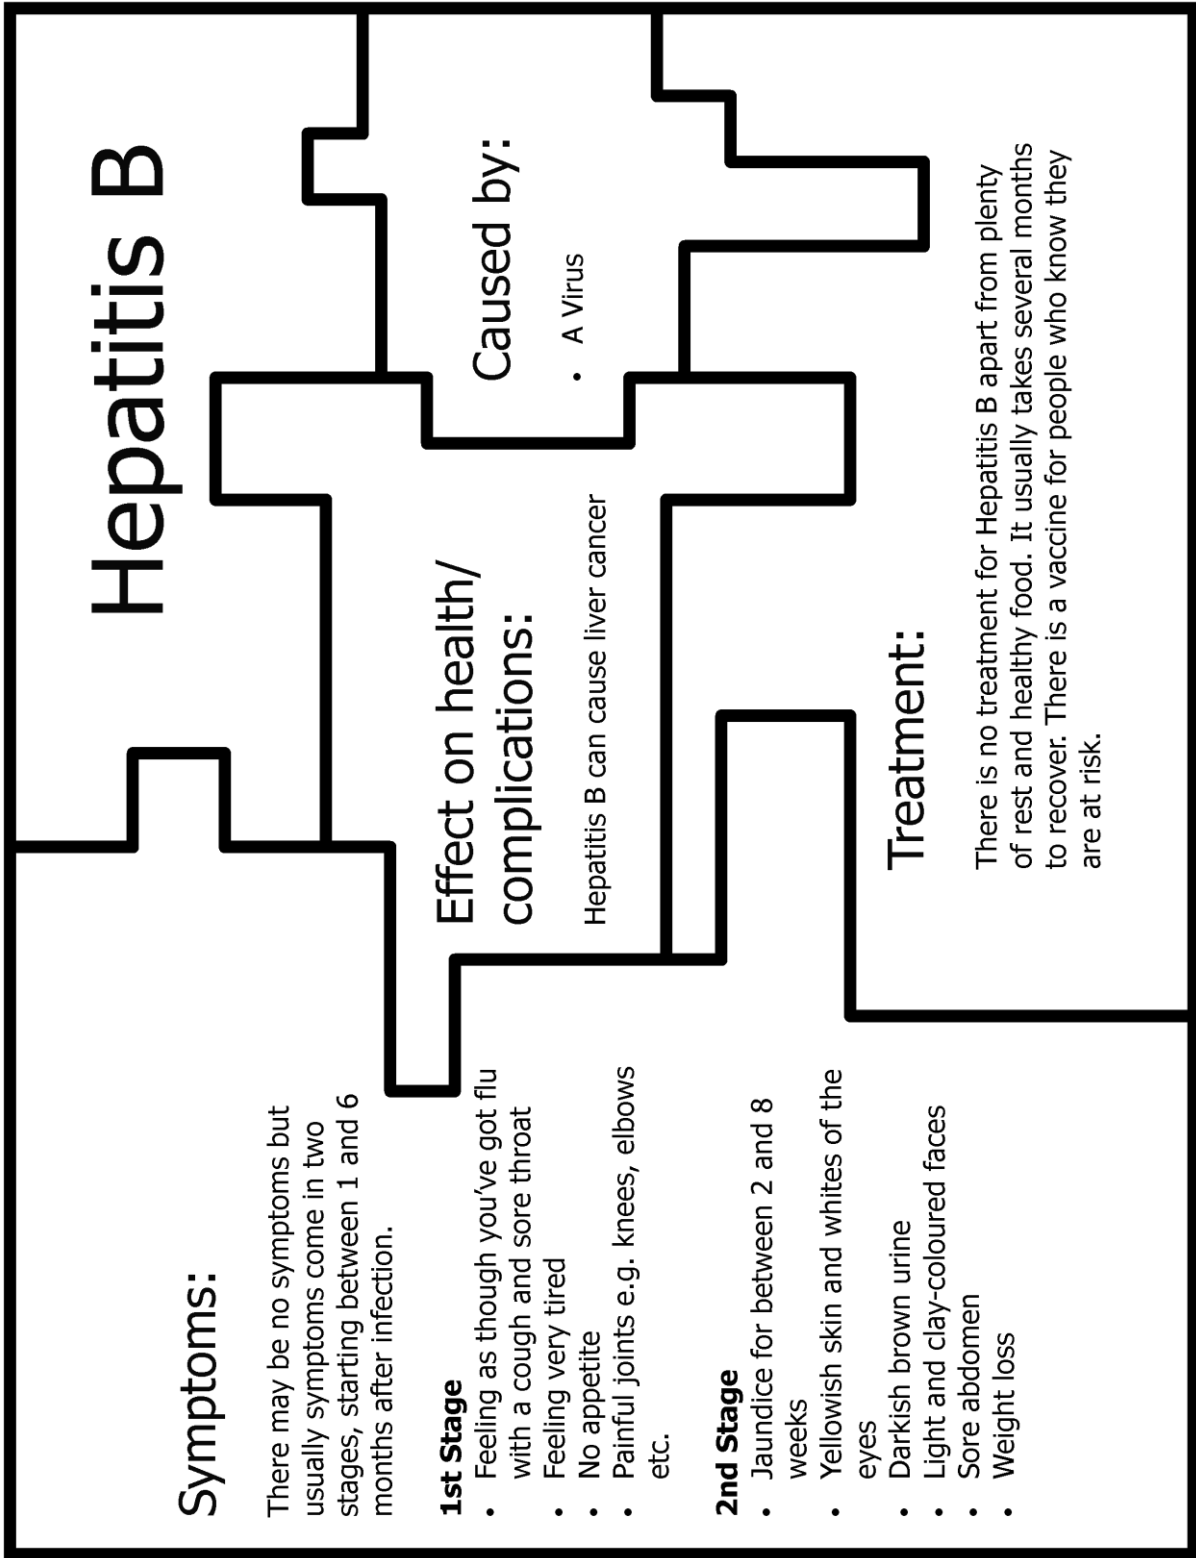 Hepatitis B
Symptoms:
There may be no symptoms but
usually symptoms come in two
stages, starting between 1 and 6
months after infection.
1st Stage
• Feeling as though you’ve got flu
with a cough and sore throat
• Feeling very tired
• No appetite
• Painful joints e.g. knees, elbows
etc.
2nd Stage
• Jaundice for between 2 and 8
weeks
• Yellowish skin and whites of the
eyes
• Darkish brown urine
• Light and clay-coloured faces
• Sore abdomen
• Weight loss
Effect on health/
complications:
Hepatitis B can cause liver cancer
Caused by:
• A Virus
Treatment:
There is no treatment for Hepatitis B apart from plenty
of rest and healthy food. It usually takes several months
to recover. There is a vaccine for people who know they
are at risk.